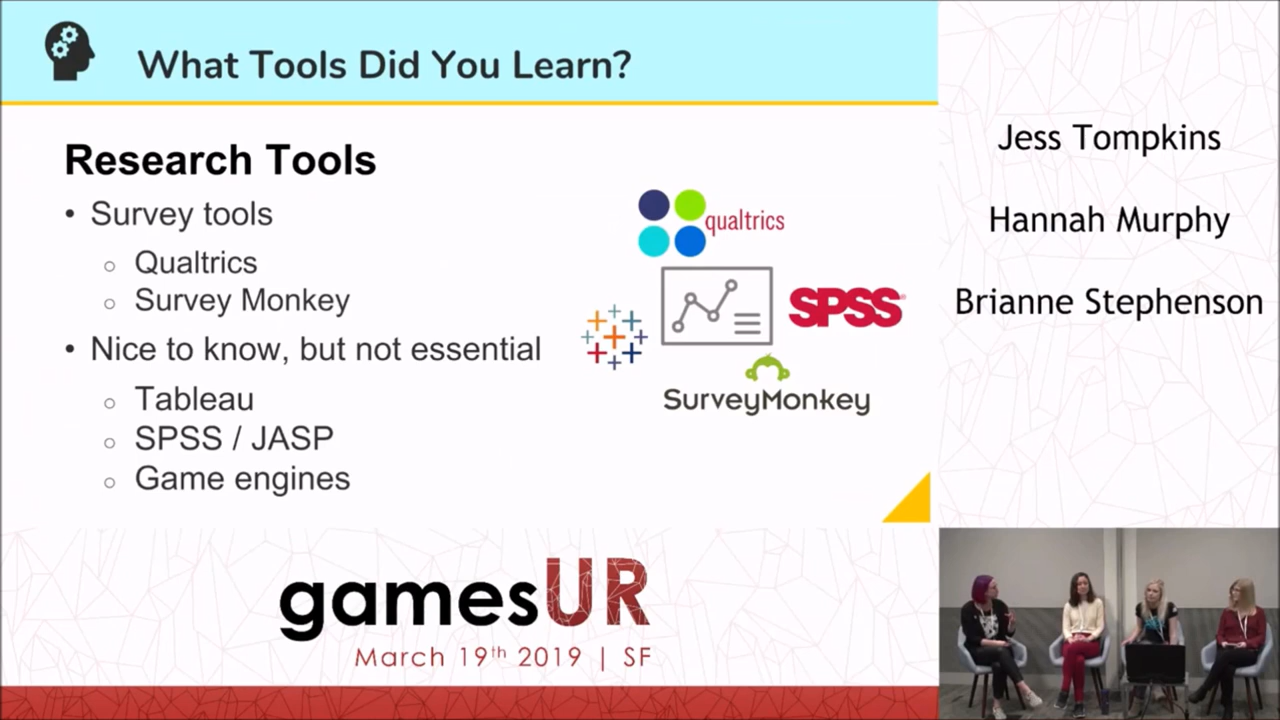 What Tools Did You Learn?
Research Tools
• Survey tools
○ Qualtrics
○ Survey Monkey
• Nice to know, but not essential
○ Tableau
○ SPSS / JASP
○ Game engines
qualtrics
SPSS
SurveyMonkey
Jess Tompkins
Hannah Murphy
Brianne Stephenson
gamesUR
March 19th 2019 | SF